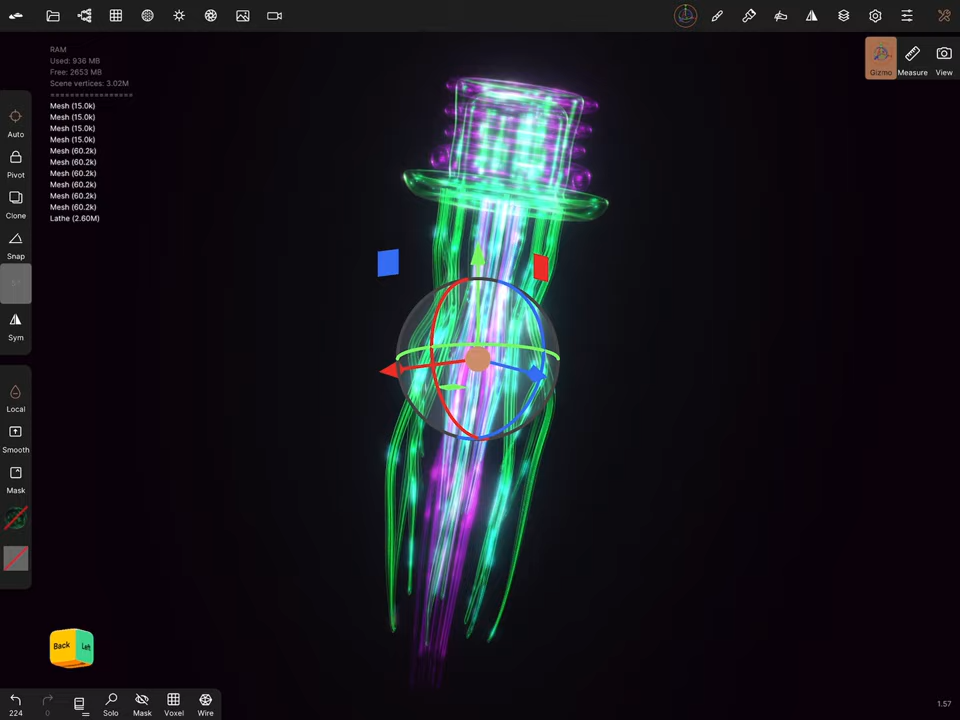 RAM
Used: 936 MB
Free: 2653 MB
Scene vertices: 3.02M
==================
Mesh (15.0k)
Mesh (15.0k)
Mesh (15.0k)
Mesh (15.0k)
Mesh (60.2k)
Mesh (60.2k)
Mesh (60.2k)
Mesh (60.2k)
Mesh (60.2k)
Mesh (60.2k)
Lathe (2.60M)
Gizmo
Measure
View
Auto
Pivot
Clone
Snap
Sym
Local
Smooth
Mask
Back
Left
224
0
Solo
Mask
Voxel
Wire
1.57